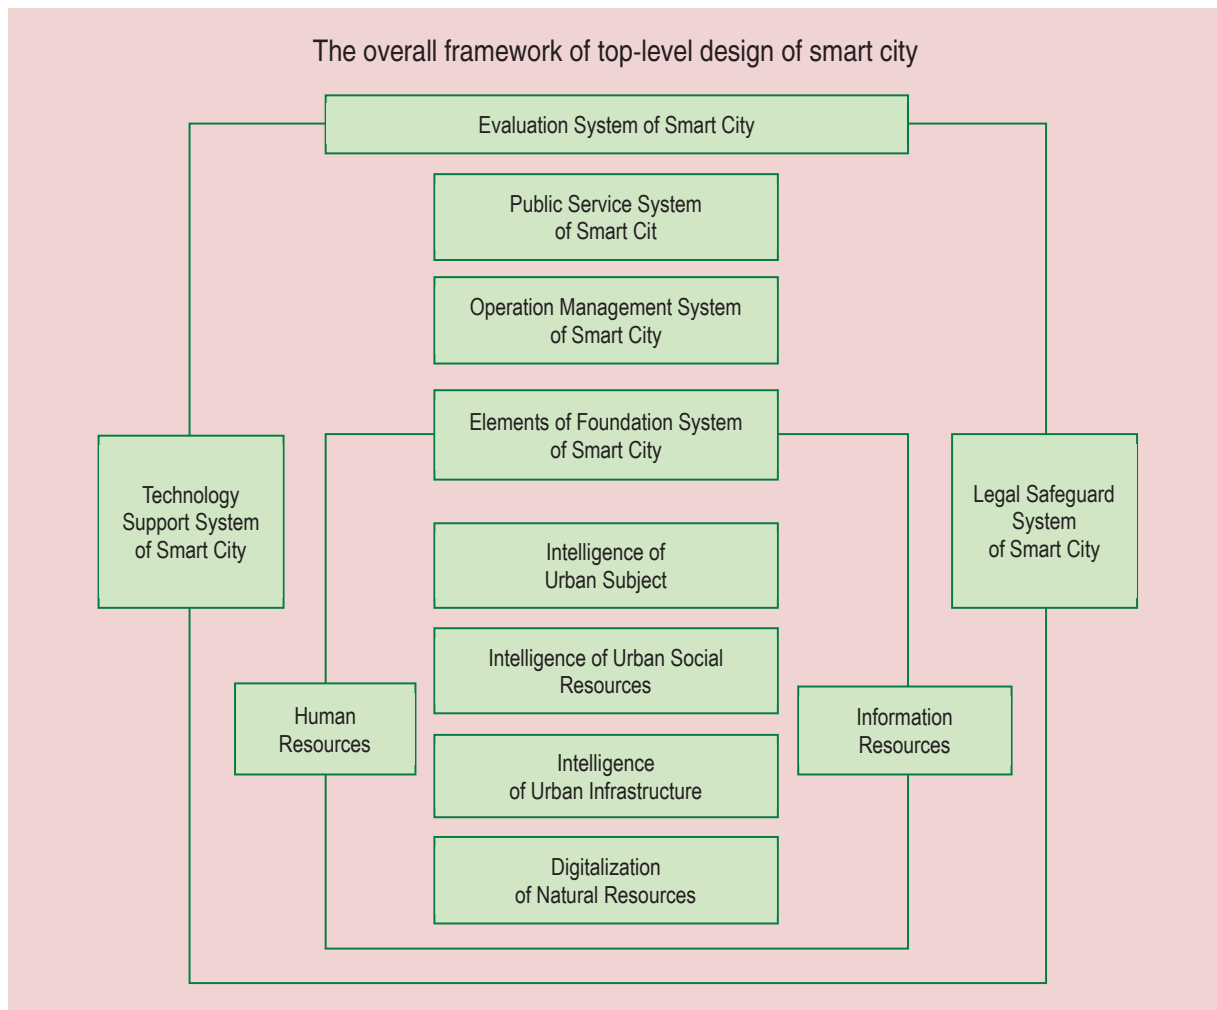 The overall framework of top-level design of smart city
Evaluation System of Smart City
Public Service System
of Smart Cit
Operation Management System
of Smart City
Elements of Foundation System
of Smart City
Technology
Support System
of Smart City
Legal Safeguard
System
of Smart City
Intelligence of
Urban Subject
Intelligence of Urban Social
Resources
Human
Resources
Information
Resources
Intelligence
of Urban Infrastructure
Digitalization
of Natural Resources